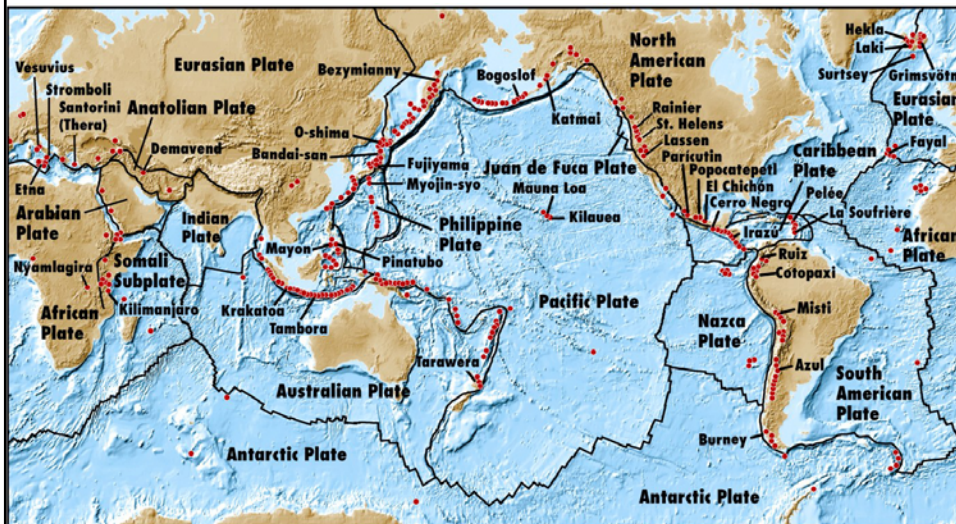 Vesuvius
Stromboli
Santorini
(Thera)
Etna
Eurasian Plate
Anatolian Plate
Demavend
Arabian
Plate
Indian
Plate
Nyamlagira
Somali
Subplate
African
Plate
Kilimanjaro
Bezymianny
O-shima
Bandai-san
Fujiyama
Myojin-syo
Philippine
Plate
Mayon
Pinatubo
Krakatoa
Tambora
Tarawera
Australian Plate
Antarctic Plate
Bogoslof
Katmai
North
American
Plate
Rainier
St. Helens
Lassen
Juan de Fuca Plate
Paricutin
Popocatepetl
El Chichón
Cerro Negro
Mauna Loa
Kilauea
Pacific Plate
Caribbean
Plate
Pelée
La Soufrière
Irazú
Ruiz
Cotopaxi
Misti
Nazca
Plate
Azul
South
American
Plate
Burney
Antarctic Plate
Hekla
Laki
Surtsey
Grimsvötn
Eurasian
Plate
Fayal
African
Plate